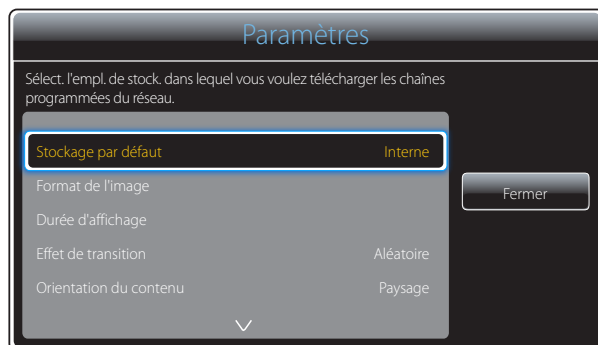 Paramètres
Sélect. l'empl. de stock. dans lequel vous voulez télécharger les chaînes
programmées du réseau.
Stockage par défaut Interne
Format de l'image
Durée d'affichage
Effet de transition Aléatoire
Orientation du contenu Paysage
Fermer